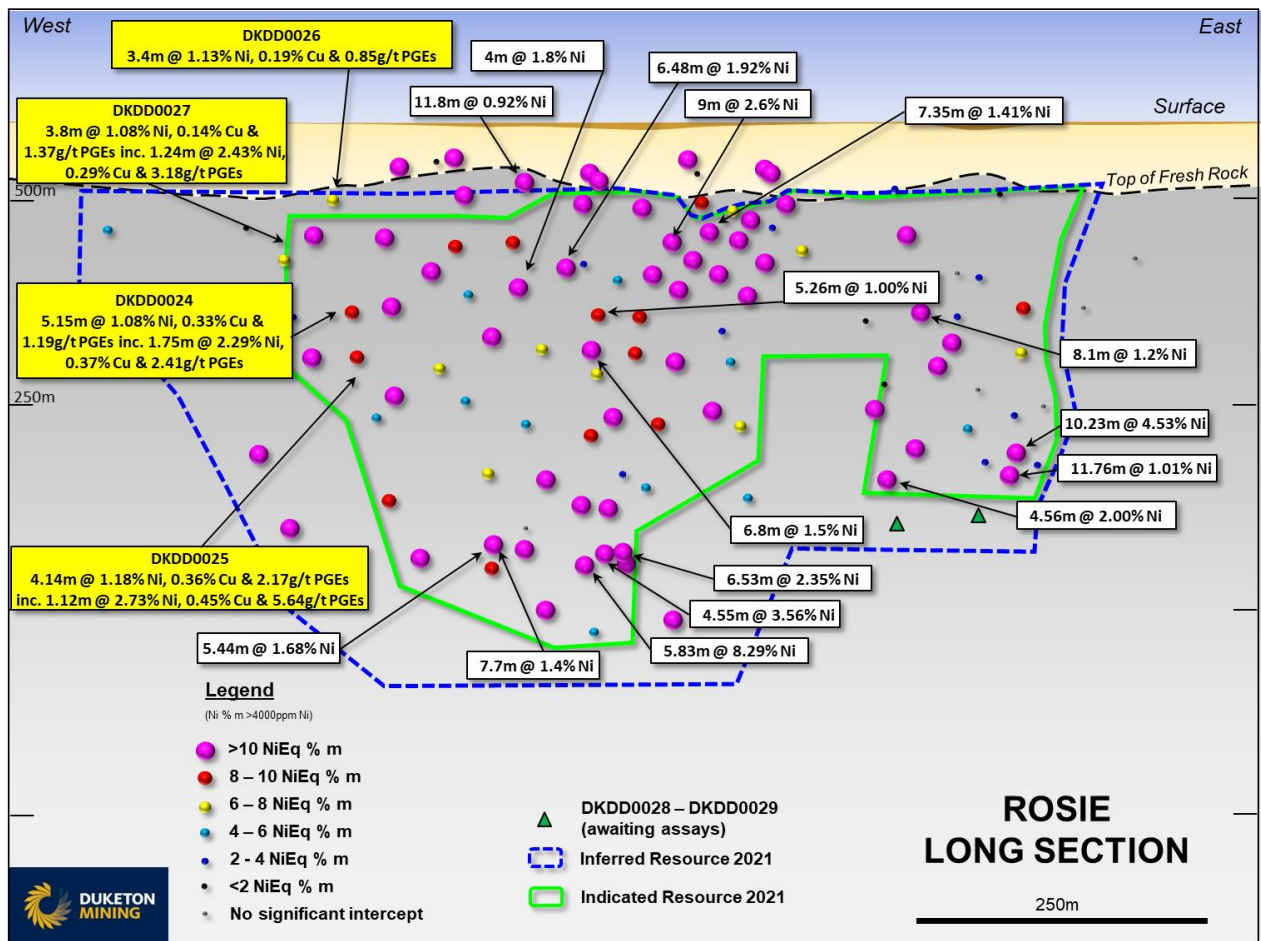 West
East
DKDD0026
3.4m @ 1.13% Ni, 0.19% Cu & 0.85g/t PGEs
4m @ 1.8% Ni
6.48m @ 1.92% Ni
11.8m @ 0.92% Ni
9m @ 2.6% Ni
7.35m @ 1.41% Ni
Surface
DKDD0027
3.8m @ 1.08% Ni, 0.14% Cu &
1.37g/t PGEs inc. 1.24m @ 2.43% Ni,
0.29% Cu & 3.18g/t PGEs
500m
Top of Fresh Rock
DKDD0024
5.15m @ 1.08% Ni, 0.33% Cu &
1.19g/t PGEs inc. 1.75m @ 2.29% Ni,
0.37% Cu & 2.41g/t PGEs
5.26m @ 1.00% Ni
8.1m @ 1.2% Ni
250m
10.23m @ 4.53% Ni
11.76m @ 1.01% Ni
4.56m @ 2.00% Ni
6.8m @ 1.5% Ni
DKDD0025
4.14m @ 1.18% Ni, 0.36% Cu & 2.17g/t PGEs
inc. 1.12m @ 2.73% Ni, 0.45% Cu & 5.64g/t PGEs
6.53m @ 2.35% Ni
4.55m @ 3.56% Ni
5.44m @ 1.68% Ni
7.7m @ 1.4% Ni
5.83m @ 8.29% Ni
Legend
(Ni % m >4000ppm Ni)
>10 NiEq % m
8 – 10 NiEq % m
6 – 8 NiEq % m
4 – 6 NiEq % m
2 - 4 NiEq % m
<2 NiEq % m
No significant intercept
DKDD0028 – DKDD0029
(awaiting assays)
Inferred Resource 2021
Indicated Resource 2021
ROSIE
LONG SECTION
250m
DUKETON
MINING